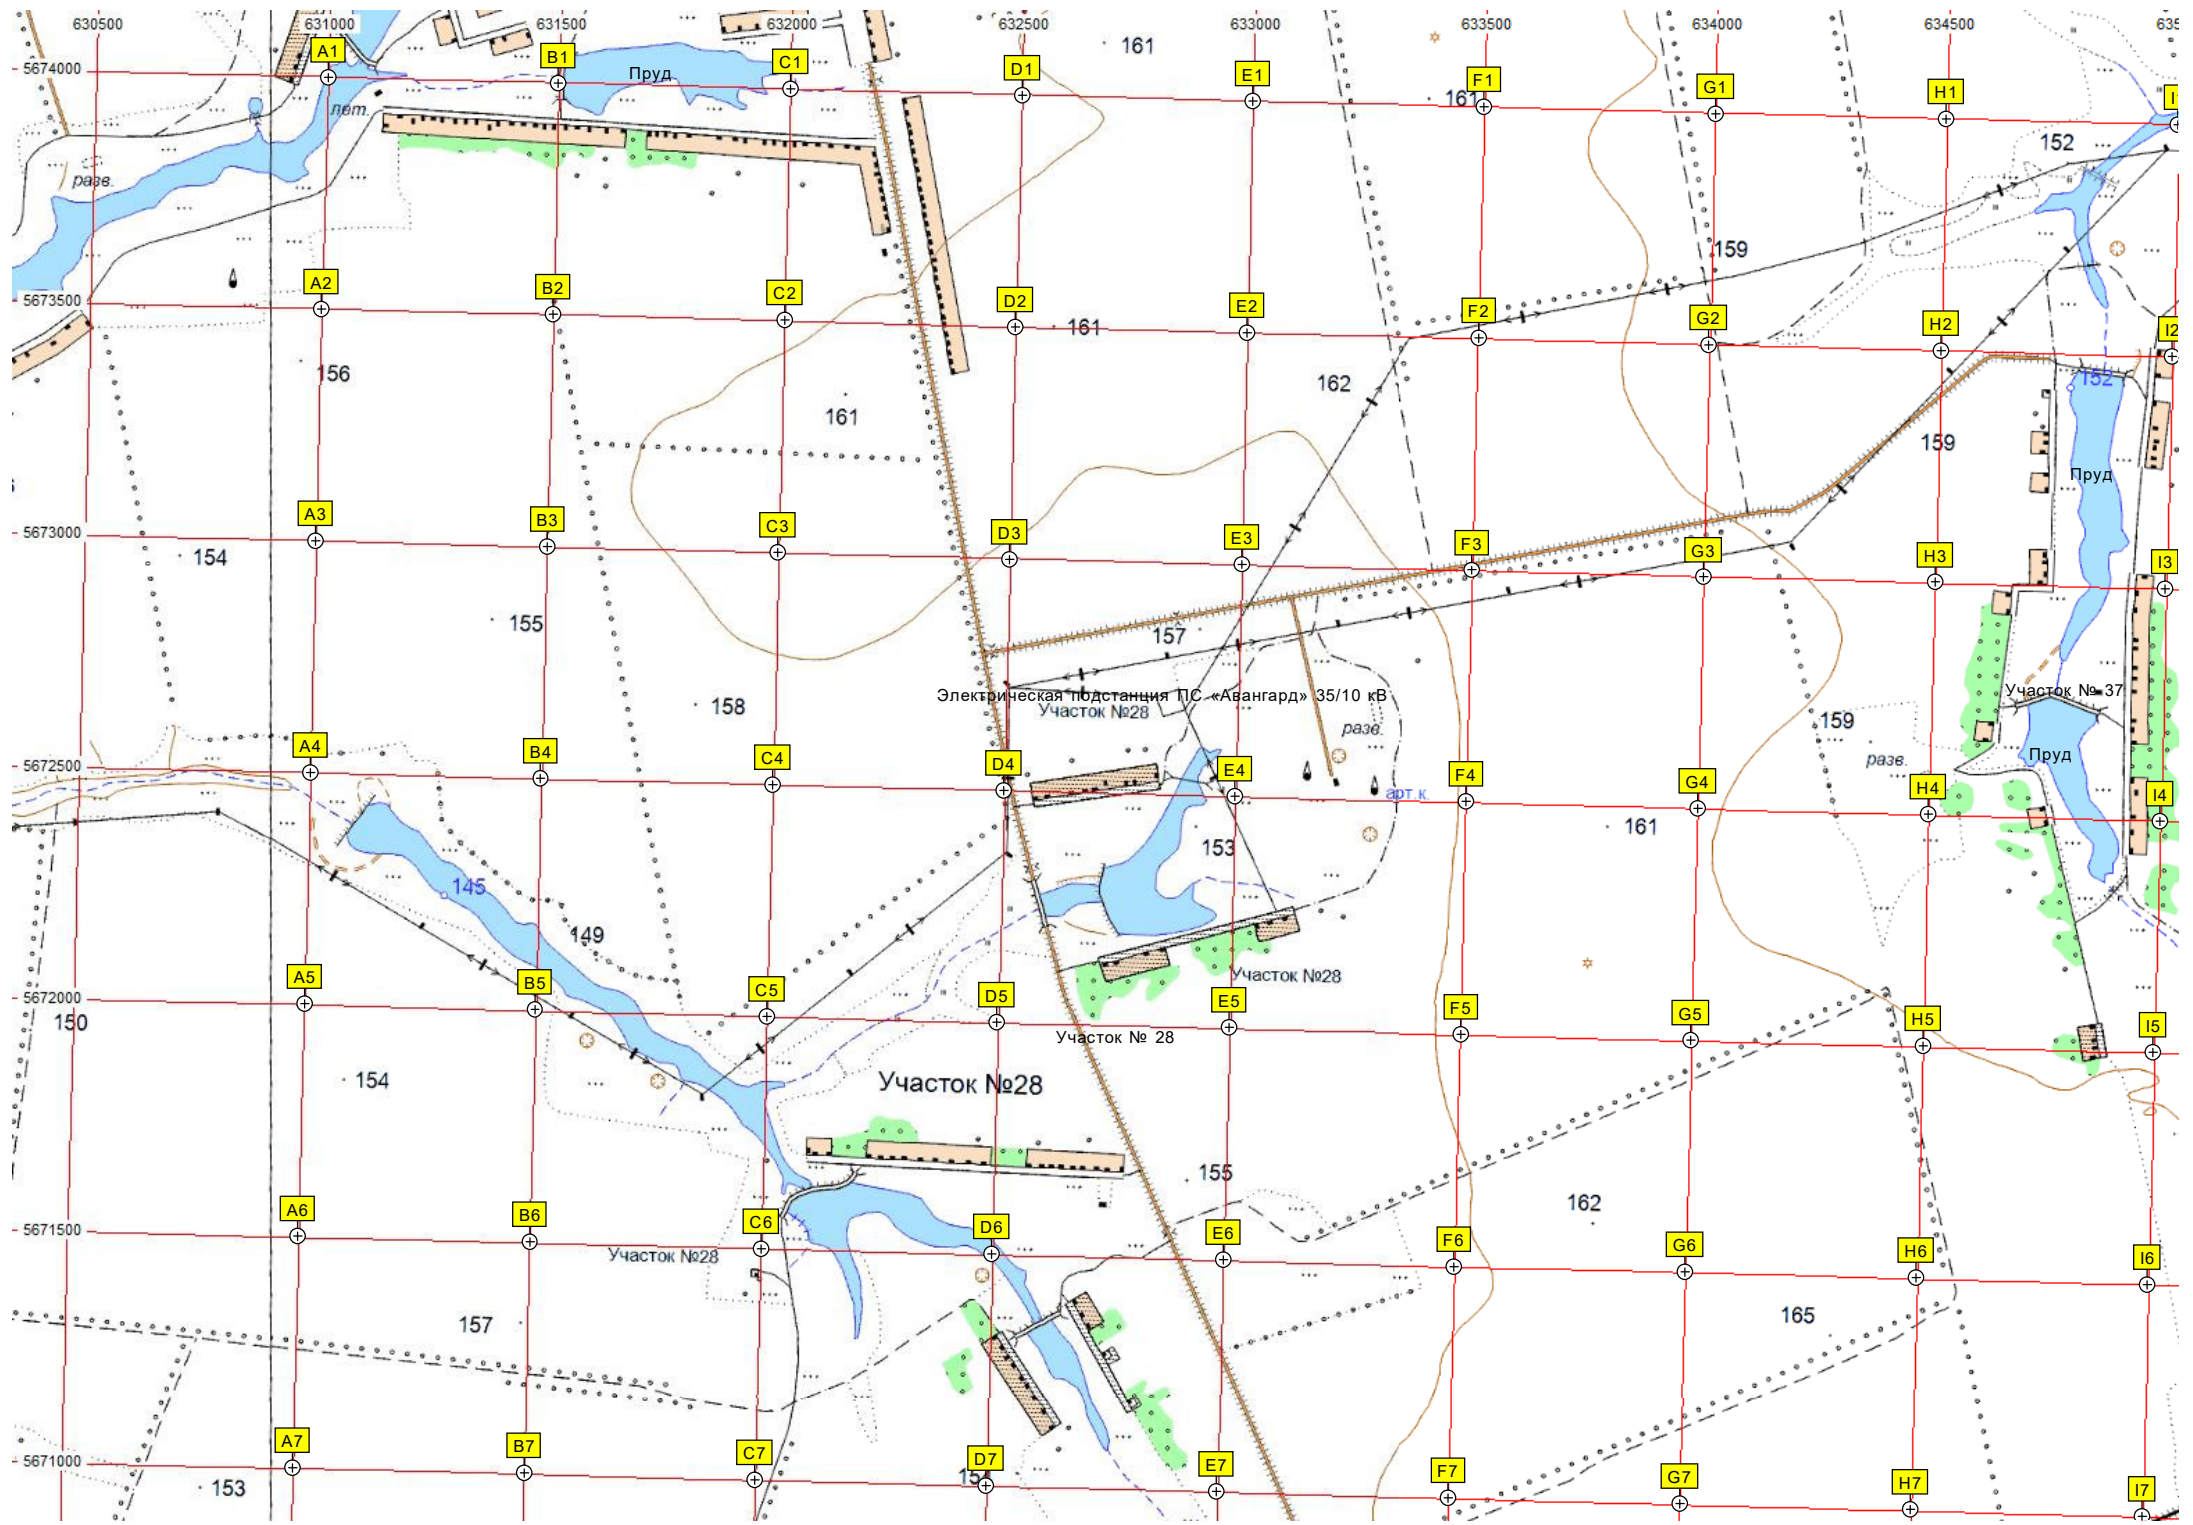 630500 631000 631500 632000 632500 633000 633500 634000 634500 635
5674000
A1 B1 C1 D1 E1 F1 G1 H1
Пруд
161
161
лет.
152
разв.
159
A2 B2 C2 D2 E2 F2 G2 H2 I2
5673500
161
156
162
152
161
159
Пруд
A3 B3 C3 D3 E3 F3 G3 H3 I3
5673000
154
155
157
Электрическая подстанция ПС «Авангард» 35/10 кВ
Участок №28
Участок № 37
158
159
разв.
разв.
Пруд
A4 B4 C4 D4 E4 F4 G4 H4 I4
5672500
арт.к.
161
153
145
149
Участок №28
A5 B5 C5 D5 E5 F5 G5 H5 I5
5672000
150
Участок № 28
154
Участок №28
155
162
A6 B6 C6 D6 E6 F6 G6 H6 I6
5671500
Участок №28
157
165
A7 B7 C7 D7 E7 F7 G7 H7 I7
5671000
153